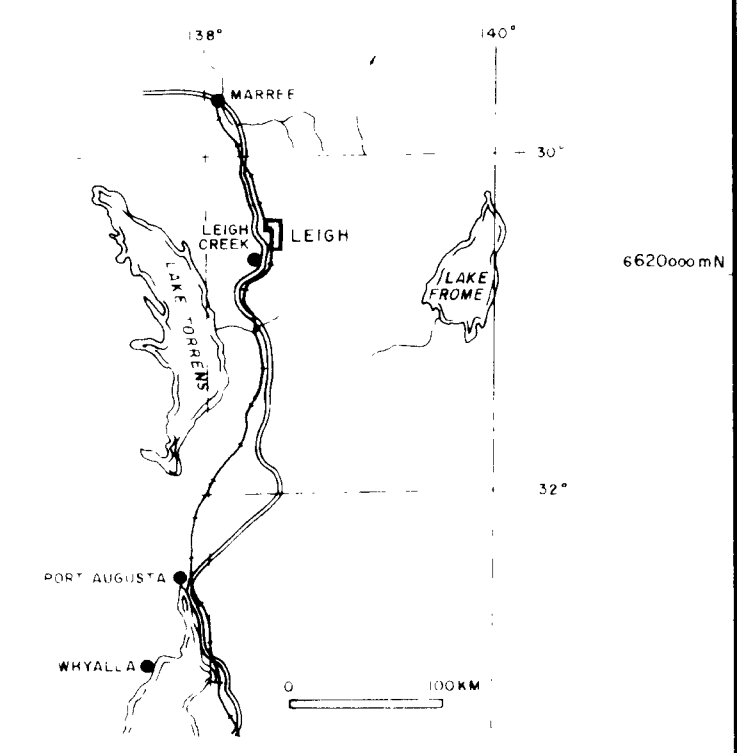 138°
140°
MARREE
30°
LEIGH
CREEK
LEIGH
6620000mN
LAKE
FROME
LAKE TORRENS
32°
PORT AUGUSTA
WHYALLA
0 100KM